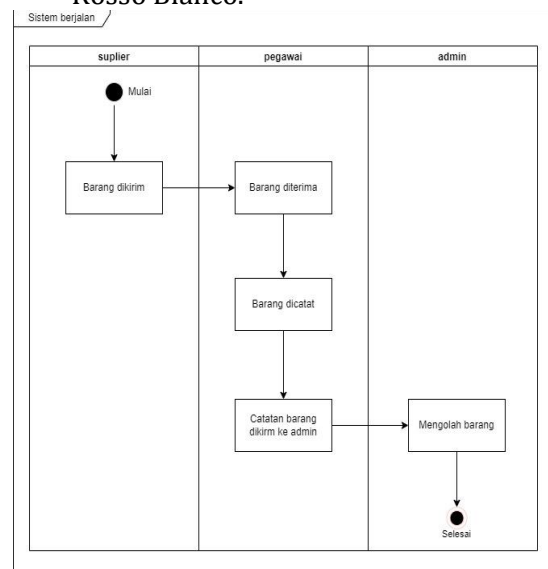 Rosso Bianco.
Sistem berjalan
suplier
pegawai
admin
Mulai
Barang dikirim
Barang diterima
Barang dicatat
Catatan barang
dikirm ke admin
Mengolah barang
Selesai